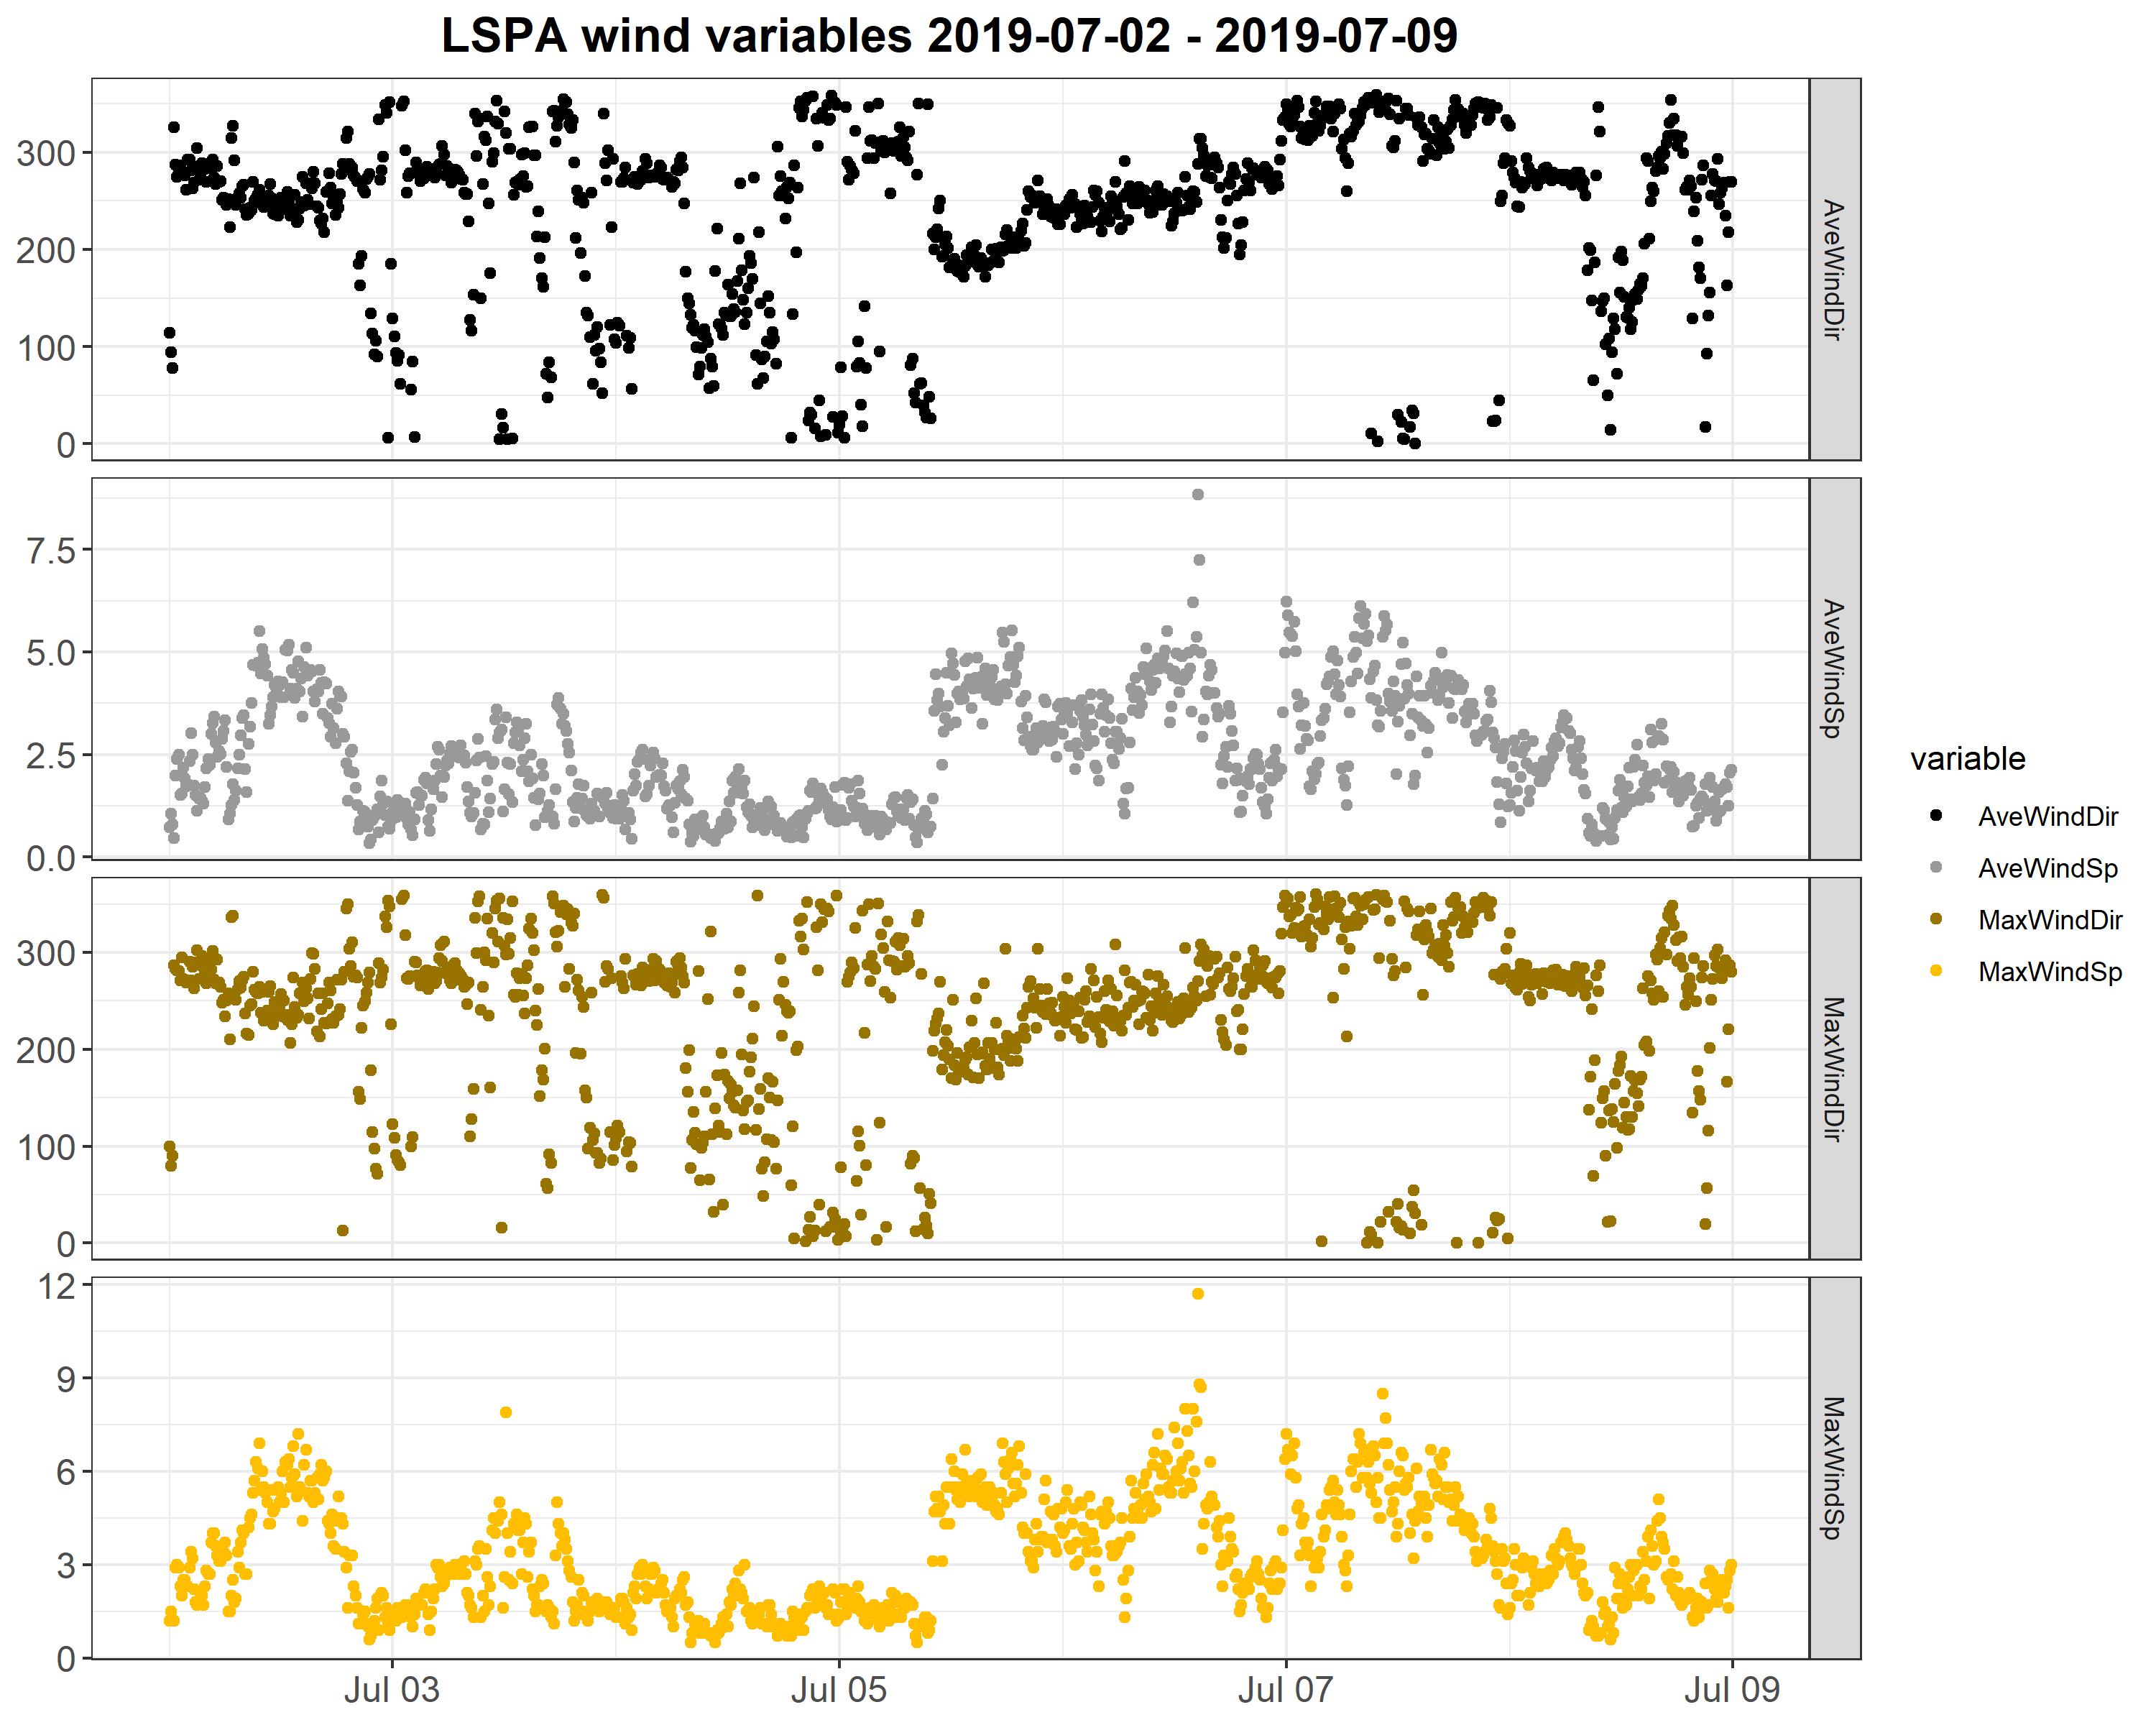 LSPA wind variables 2019-07-02 - 2019-07-09
300
200
100
0
AveWindDir
7.5
5.0
2.5
0.0
AveWindSp
300
200
100
0
MaxWindDir
12
9
6
3
0
MaxWindSp
Jul 03 Jul 05 Jul 07 Jul 09
variable
AveWindDir
AveWindSp
MaxWindDir
MaxWindSp